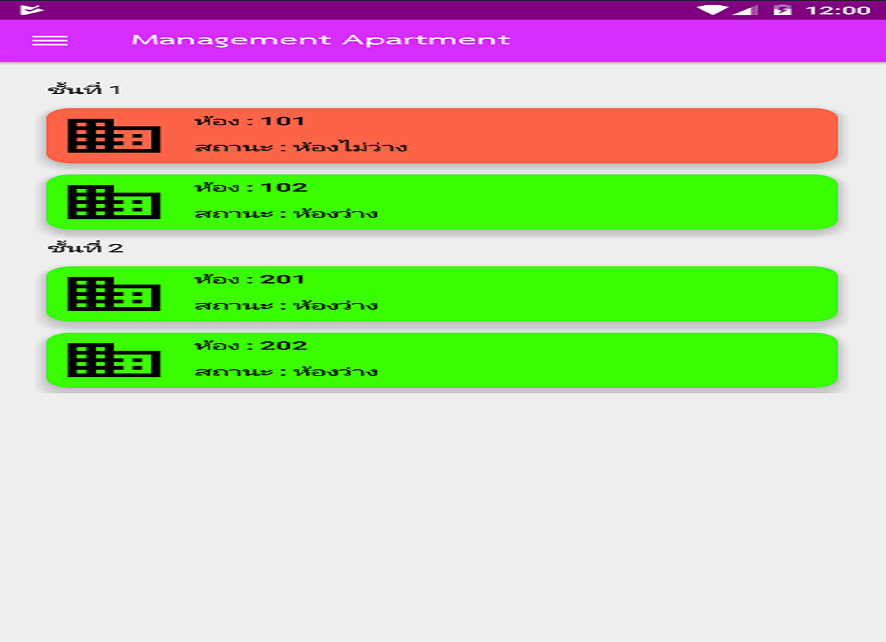 12:00
Management Apartment
ชั้นที่ 1
ห้อง : 101
สถานะ : ห้องไม่ว่าง
ห้อง : 102
สถานะ : ห้องว่าง
ชั้นที่ 2
ห้อง : 201
สถานะ : ห้องว่าง
ห้อง : 202
สถานะ : ห้องว่าง